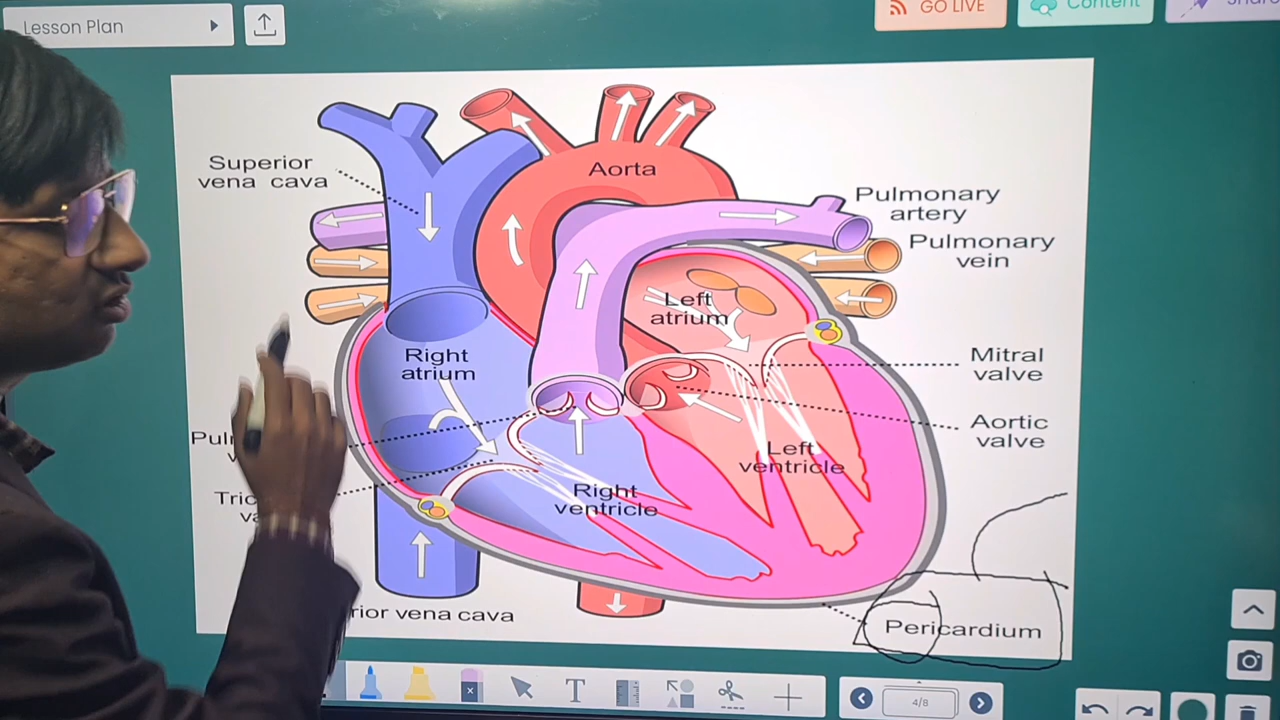 Lesson Plan
GO LIVE
Content
Share
Superior
vena cava
Aorta
Pulmonary
artery
Pulmonary
vein
Left
atrium
Right
atrium
Mitral
valve
Aortic
valve
Left
ventricle
Right
ventricle
vena cava
Pericardium
T
4/8